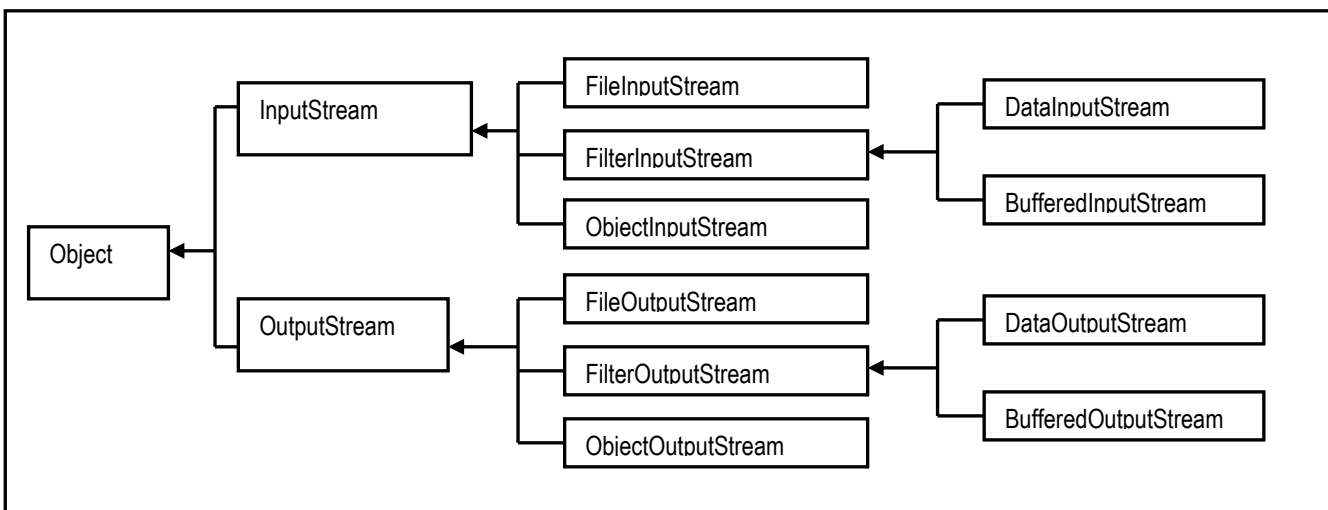 FileInputStream
InputStream
DataInputStream
FilterInputStream
BufferedInputStream
ObjectInputStream
Object
FileOutputStream
OutputStream
DataOutputStream
FilterOutputStream
BufferedOutputStream
ObjectOutputStream